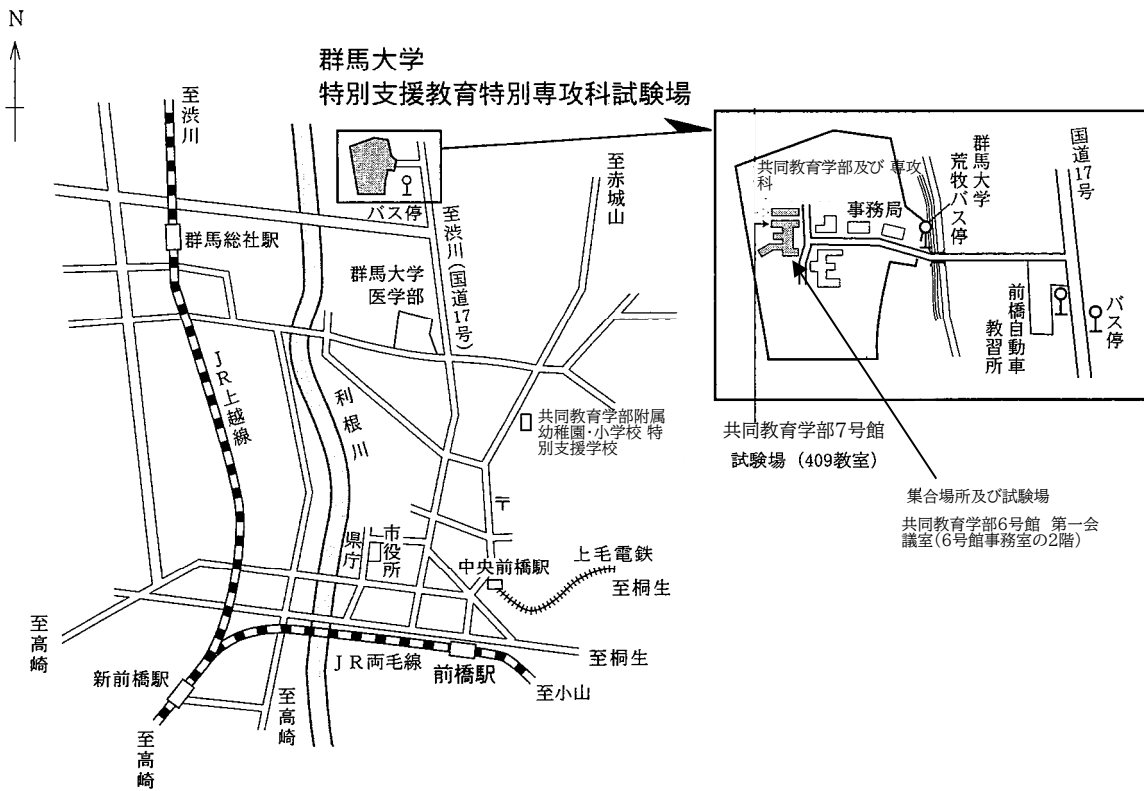 N
群馬大学
特別支援教育特別専攻科試験場
至渋川
バス停
群馬総社駅
至渋川(国道17号)
至赤城山
群馬大学
医学部
JR上越線
利根川
共同教育学部附属
幼稚園・小学校 特
別支援学校
〒
県庁
市役所
中央前橋駅
上毛電鉄
至桐生
至高崎
新前橋駅
JR両毛線
前橋駅
至桐生
至小山
至高崎
至高崎
共同教育学部及び 専攻
科
事務局
群馬大学
荒牧バス停
国道17号
前橋自動車
教習所
バス停
共同教育学部7号館
試験場 (409教室)
集合場所及び試験場
共同教育学部6号館 第一会
議室(6号館事務室の2階)